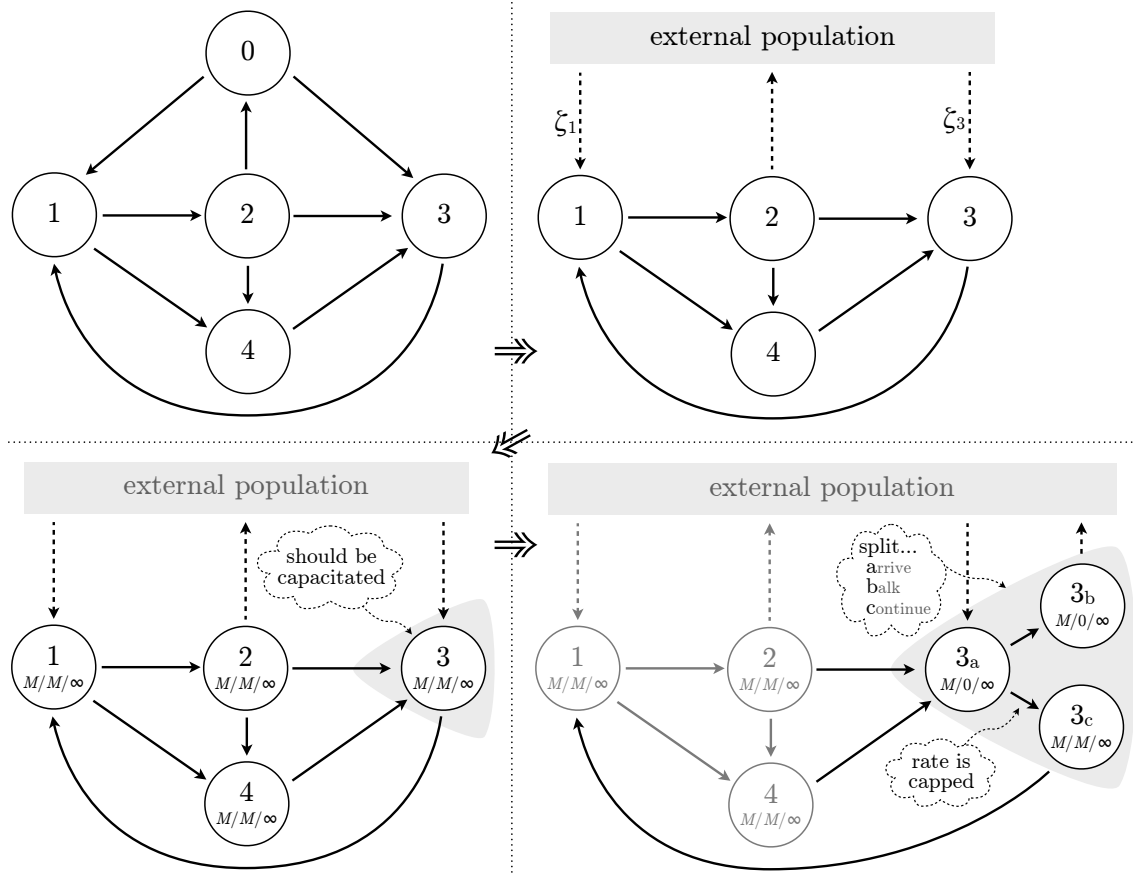 0
1
2
3
4
external population
ζ1
ζ3
1
2
3
4
external population
should be
capacitated
1
M/M/∞
2
M/M/∞
3
M/M/∞
4
M/M/∞
external population
split...
arrive
balk
continue
3b
M/0/∞
1
M/M/∞
2
M/M/∞
3a
M/0/∞
3c
M/M/∞
rate is
capped
4
M/M/∞